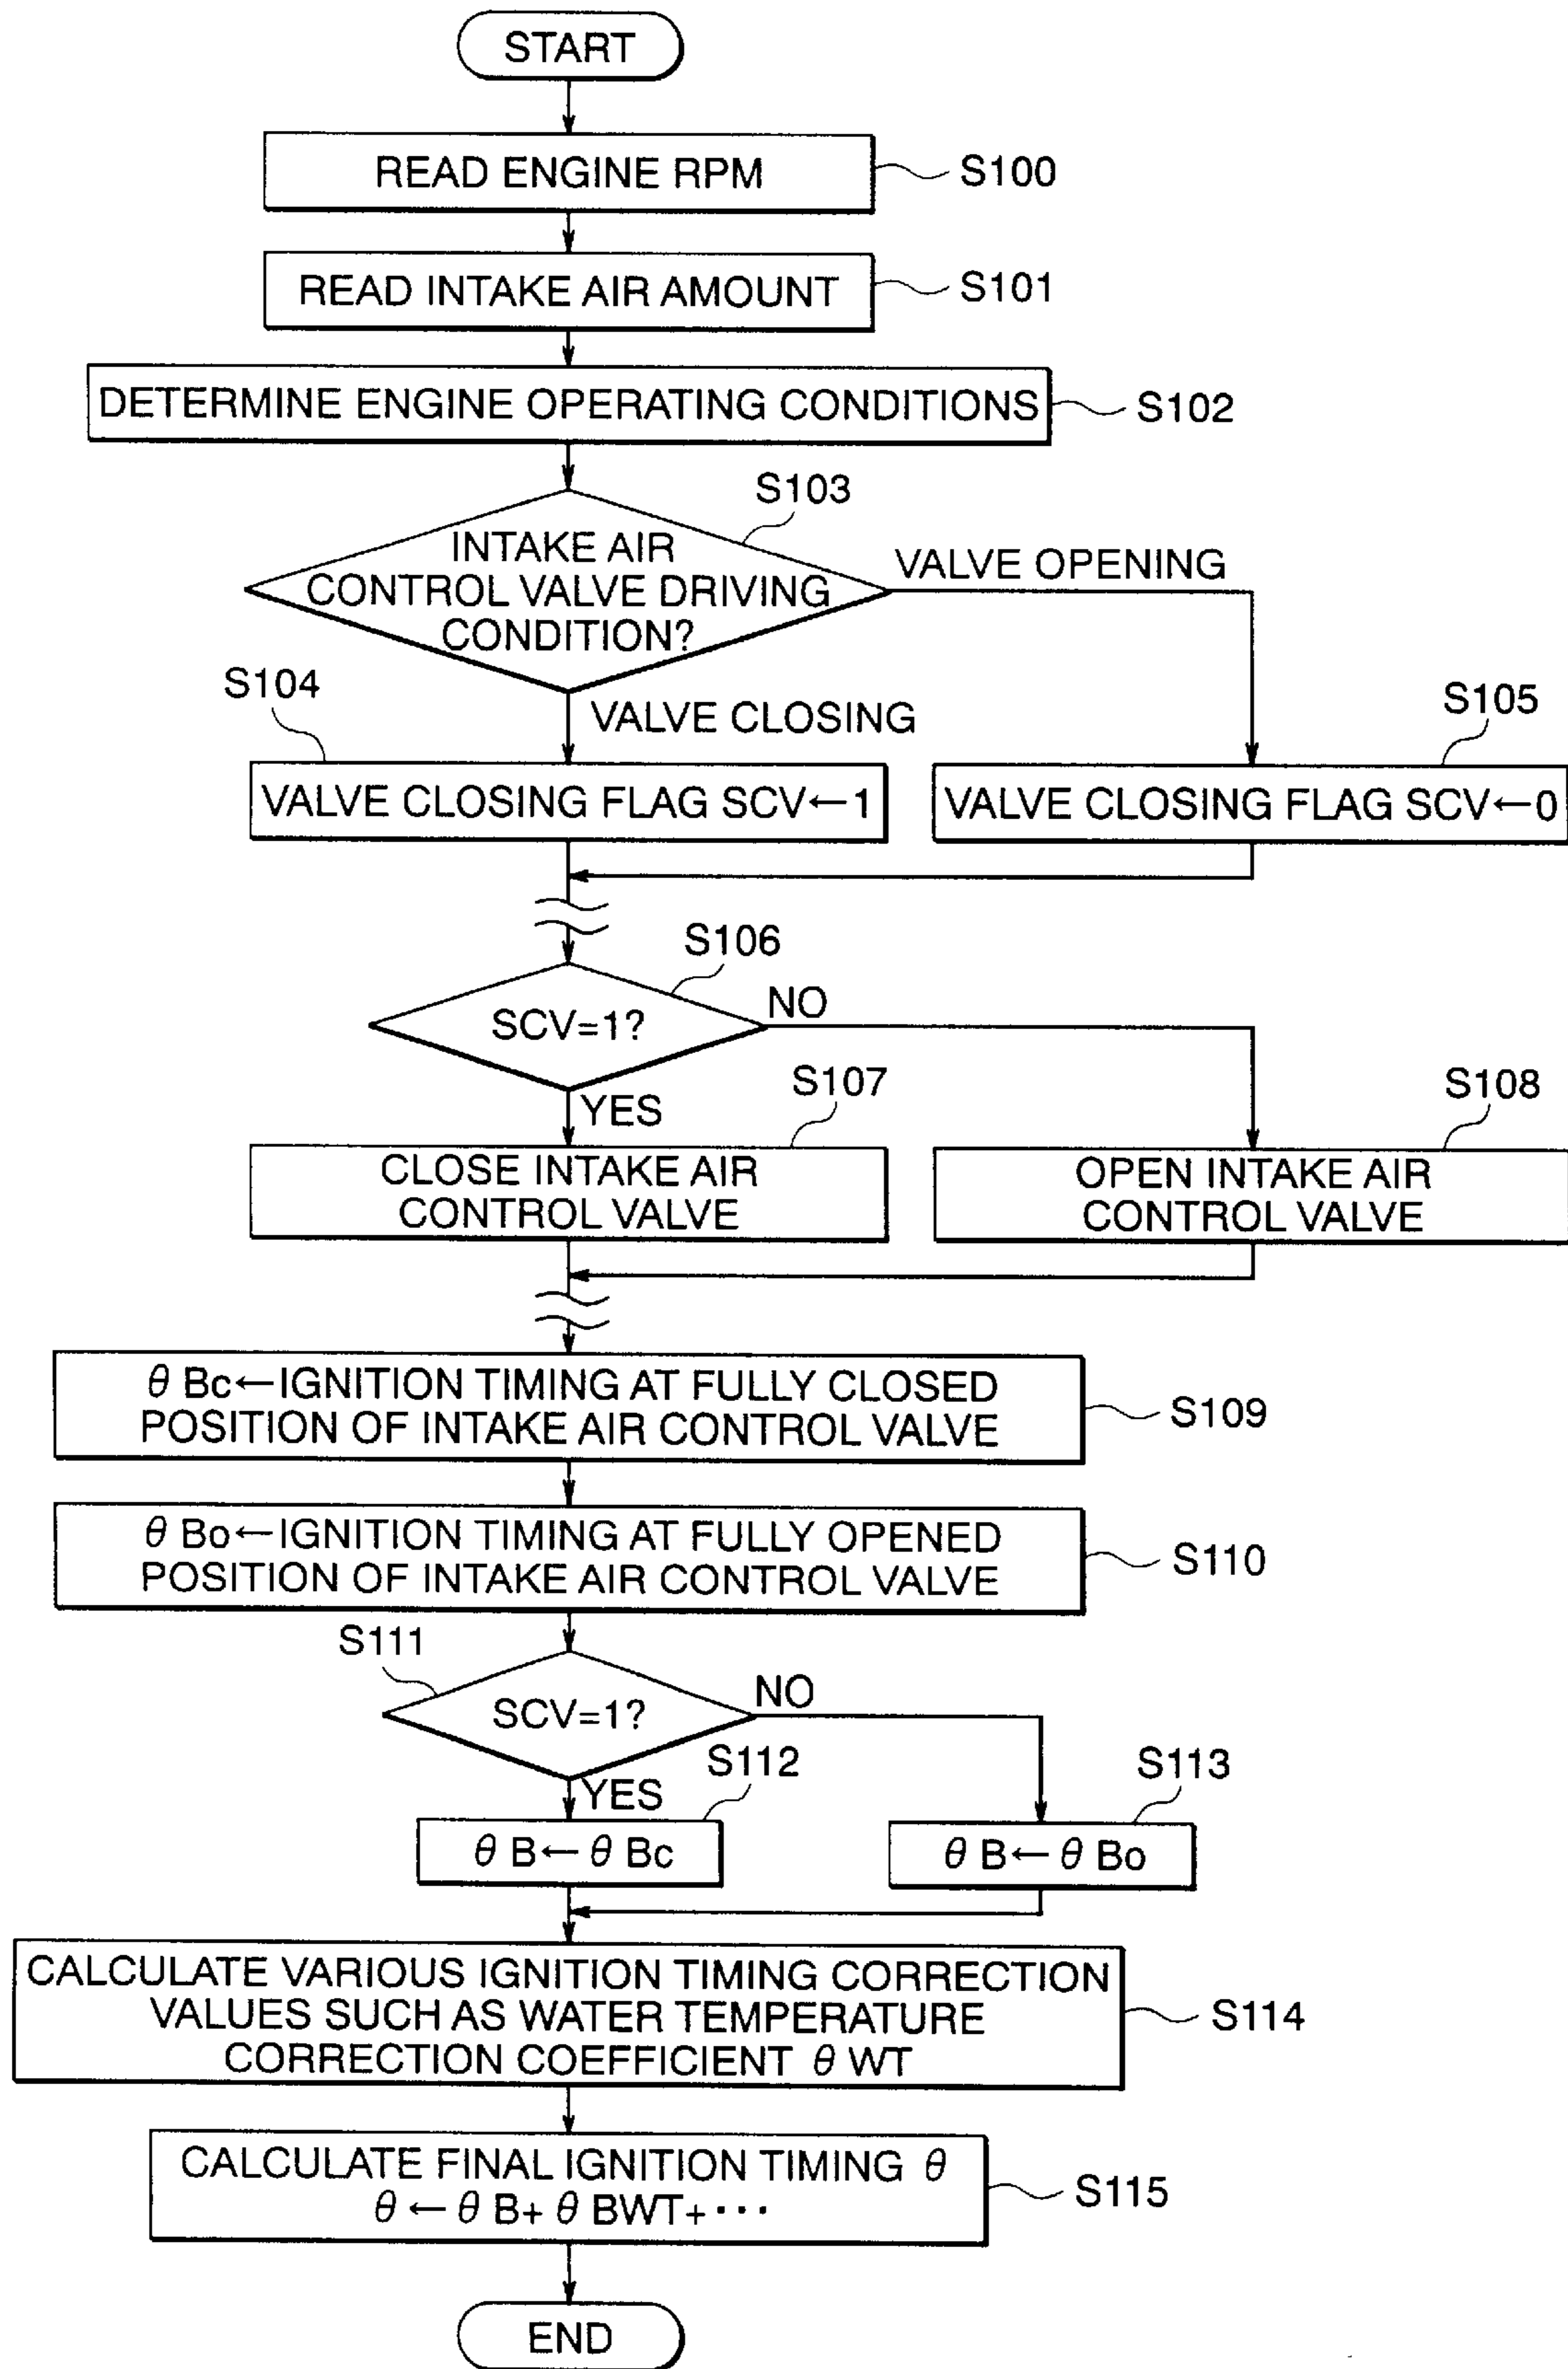 START
READ ENGINE RPM
S100
READ INTAKE AIR AMOUNT
S101
DETERMINE ENGINE OPERATING CONDITIONS
S102
S103
INTAKE AIR
CONTROL VALVE DRIVING
CONDITION?
VALVE OPENING
VALVE CLOSING
S104
VALVE CLOSING FLAG SCV←1
S105
VALVE CLOSING FLAG SCV←0
S106
SCV=1?
NO
YES
S107
CLOSE INTAKE AIR
CONTROL VALVE
S108
OPEN INTAKE AIR
CONTROL VALVE
θ Bc←IGNITION TIMING AT FULLY CLOSED
POSITION OF INTAKE AIR CONTROL VALVE
S109
θ Bo←IGNITION TIMING AT FULLY OPENED
POSITION OF INTAKE AIR CONTROL VALVE
S110
S111
SCV=1?
NO
YES
S112
θ B← θ Bc
S113
θ B← θ Bo
CALCULATE VARIOUS IGNITION TIMING CORRECTION
VALUES SUCH AS WATER TEMPERATURE
CORRECTION COEFFICIENT θ WT
S114
CALCULATE FINAL IGNITION TIMING θ
θ ← θ B+ θ BWT+···
S115
END